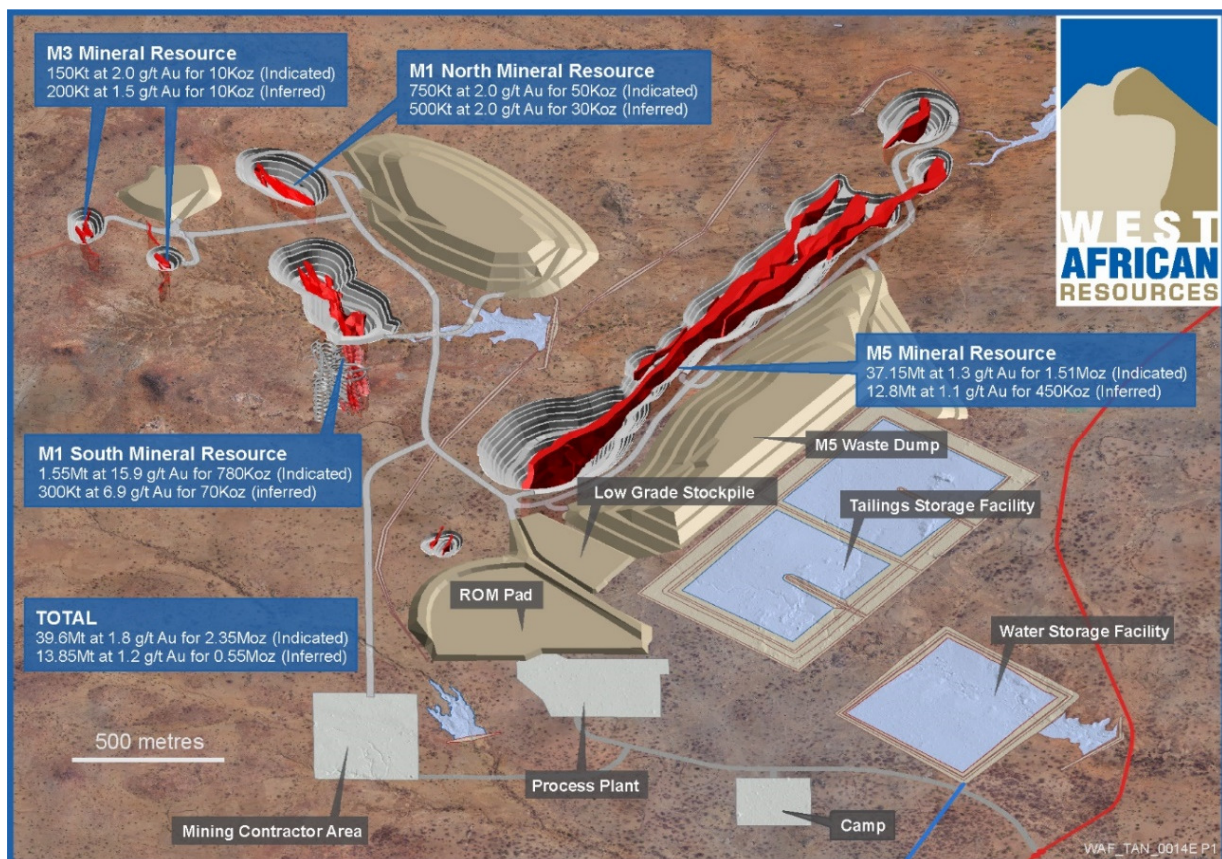 M3 Mineral Resource
150Kt at 2.0 g/t Au for 10Koz (Indicated)
200Kt at 1.5 g/t Au for 10Koz (Inferred)
M1 North Mineral Resource
750Kt at 2.0 g/t Au for 50Koz (Indicated)
500Kt at 2.0 g/t Au for 30Koz (Inferred)
WEST
AFRICAN
RESOURCES
M5 Mineral Resource
37.15Mt at 1.3 g/t Au for 1.51Moz (Indicated)
12.8Mt at 1.1 g/t Au for 450Koz (Inferred)
M1 South Mineral Resource
1.55Mt at 15.9 g/t Au for 780Koz (Indicated)
300Kt at 6.9 g/t Au for 70Koz (inferred)
M5 Waste Dump
Low Grade Stockpile
Tailings Storage Facility
ROM Pad
TOTAL
39.6Mt at 1.8 g/t Au for 2.35Moz (Indicated)
13.85Mt at 1.2 g/t Au for 0.55Moz (Inferred)
Water Storage Facility
500 metres
Process Plant
Mining Contractor Area
Camp
WAF_TAN_0014E P1